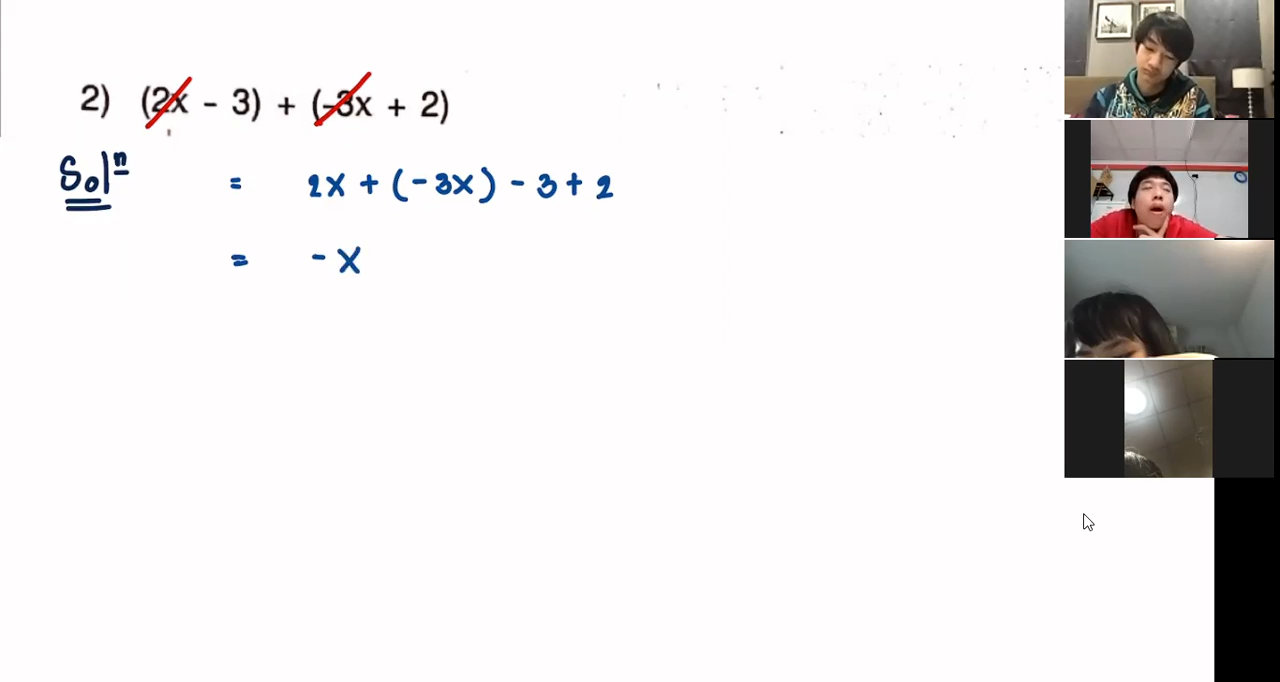 2) (2x - 3) + (-3x + 2)
Solⁿ = 2x + (-3x) - 3 + 2
= -x